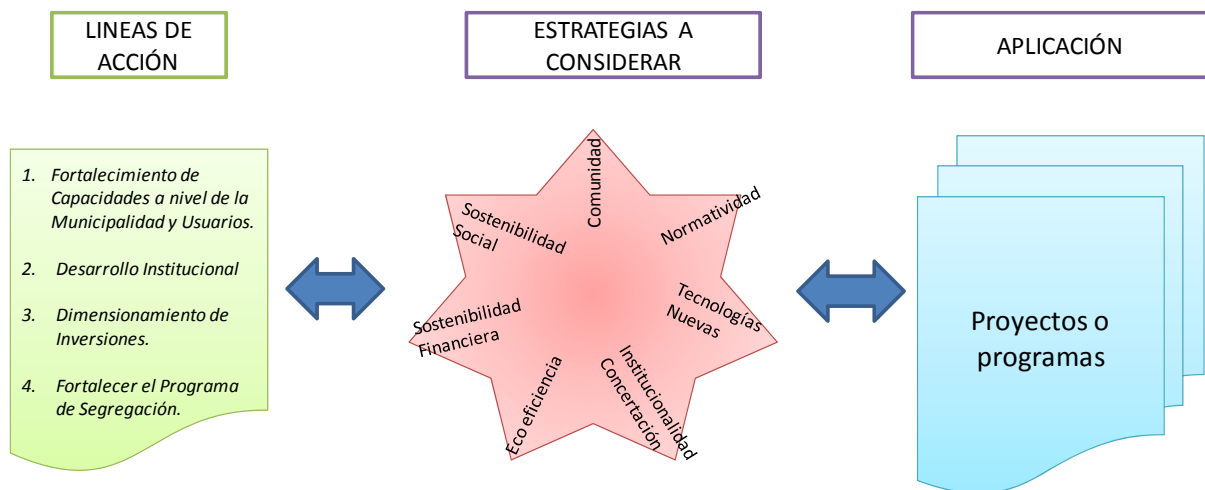 LINEAS DE
ACCIÓN
ESTRATEGIAS A
CONSIDERAR
APLICACIÓN
1. Fortalecimiento de
Capacidades a nivel de la
Municipalidad y Usuarios.
2. Desarrollo Institucional
3. Dimensionamiento de
Inversiones.
4. Fortalecer el Programa
de Segregación.
Comunidad
Normatividad
Tecnologías
Nuevas
Institucionalidad
Concertación
Eco eficiencia
Sostenibilidad
Financiera
Sostenibilidad
Social
Proyectos o
programas